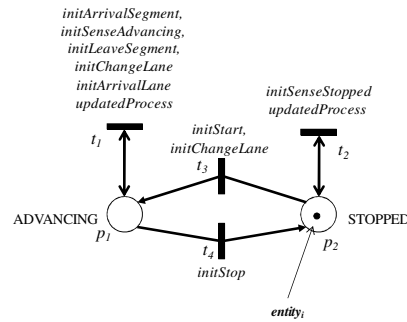 initArrivalSegment,
initSenseAdvancing,
initLeaveSegment,
initChangeLane
initArrivalLane
updatedProcess
initSenseStopped
updatedProcess
t1
initStart,
initChangeLane
t3
t2
ADVANCING
p1
STOPPED
p2
t4
initStop
entityi